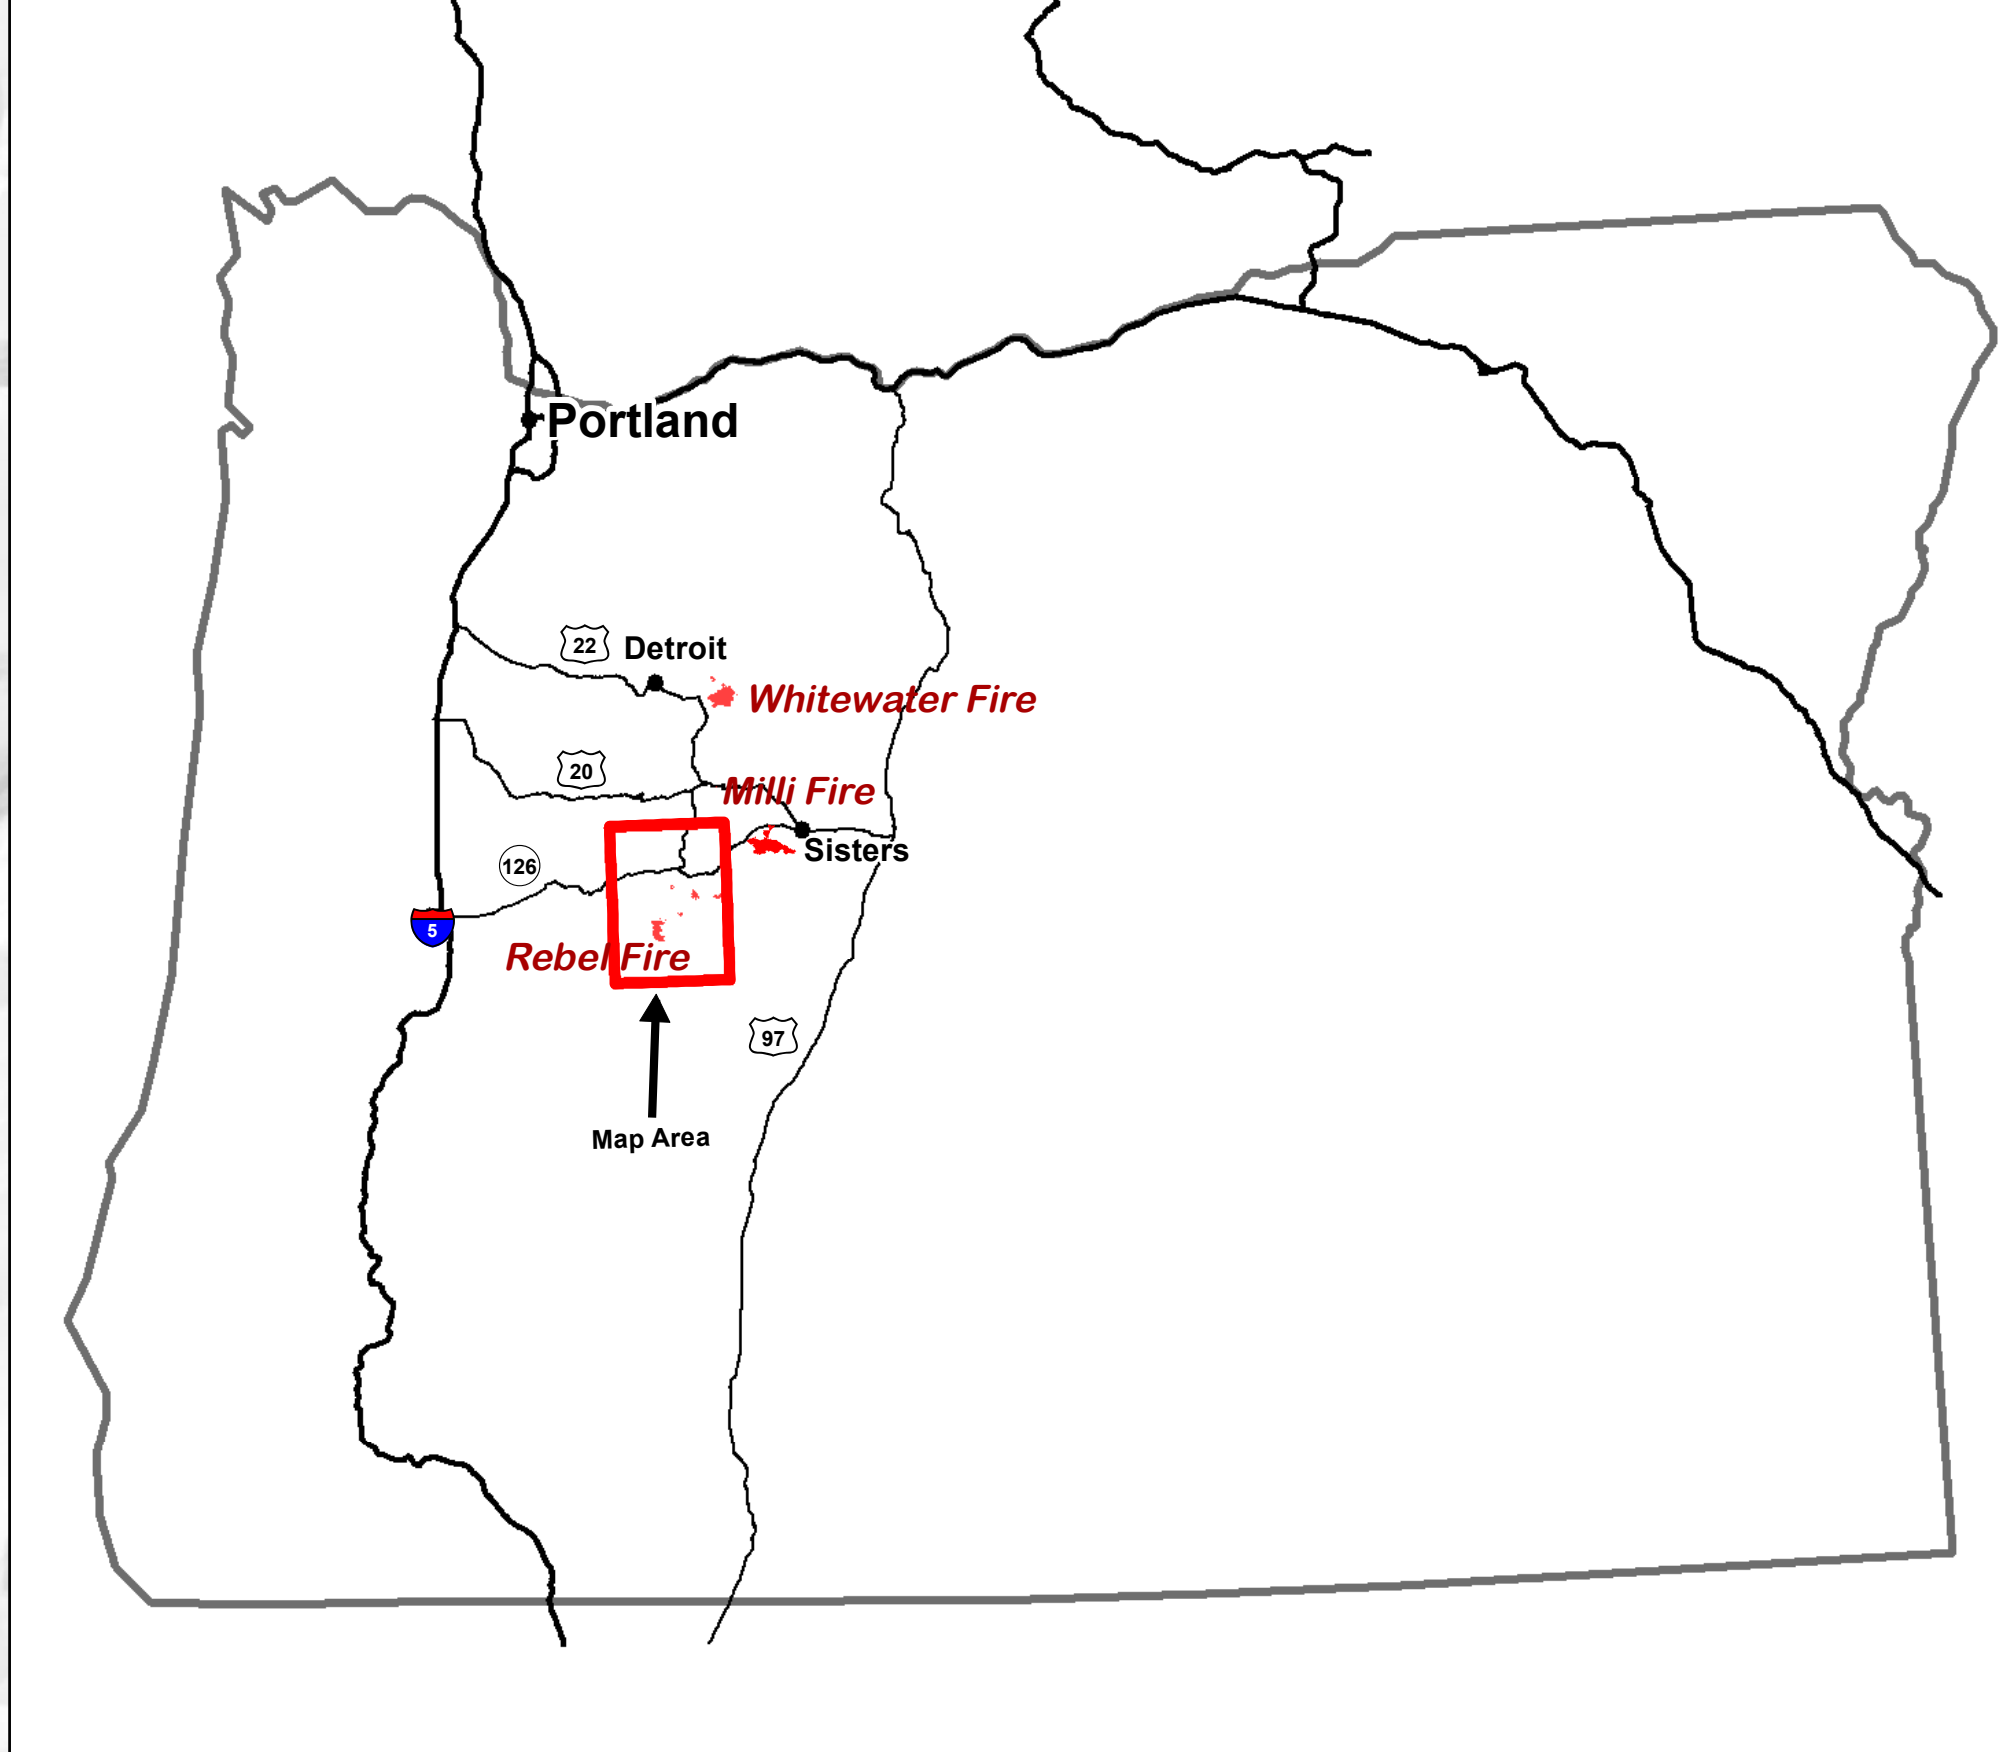 Portland
22
Detroit
Whitewater Fire
20
Milli Fire
Sisters
126
5
Rebel Fire
97
Map Area